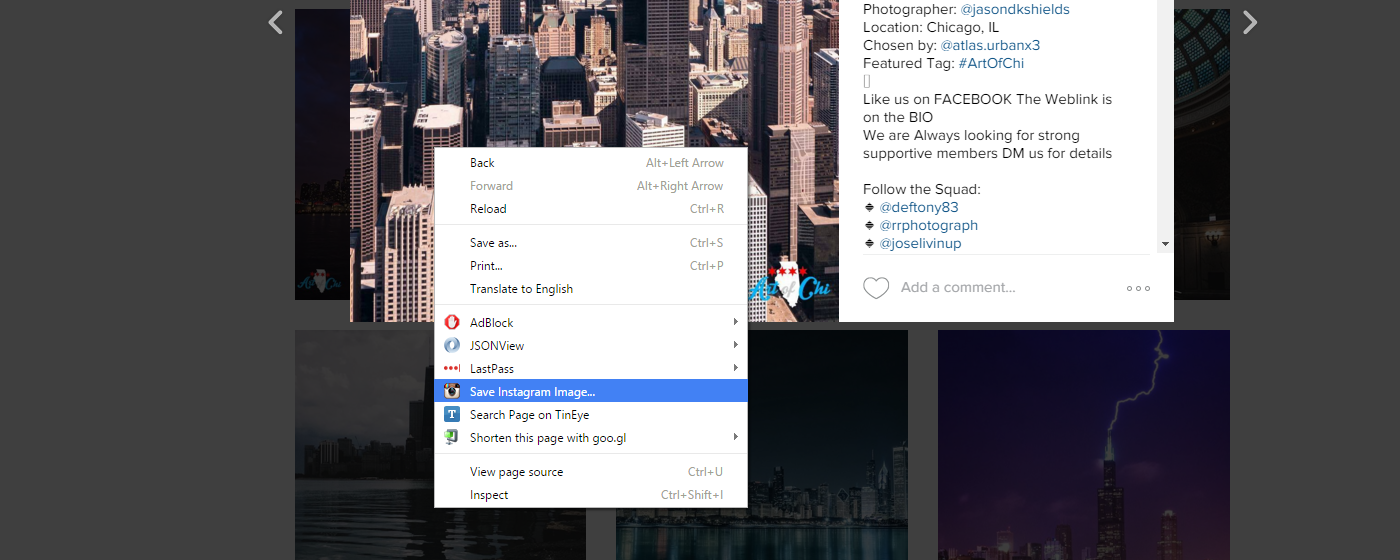 Photographer: @jasondkshields
Location: Chicago, IL
Chosen by: @atlas.urbanx3
Featured Tag: #ArtOfChi
Like us on FACEBOOK The Weblink is
on the BIO
We are Always looking for strong
supportive members DM us for details
Follow the Squad:
@deftony83
@rrphotograph
@joselivinup
Add a comment...
Back Alt+Left Arrow
Forward Alt+Right Arrow
Reload Ctrl+R
Save as... Ctrl+S
Print... Ctrl+P
Translate to English
AdBlock
JSONView
LastPass
Save Instagram Image...
T Search Page on TinEye
Shorten this page with goo.gl
View page source Ctrl+U
Inspect Ctrl+Shift+I
Art of Chi
Art of Chi